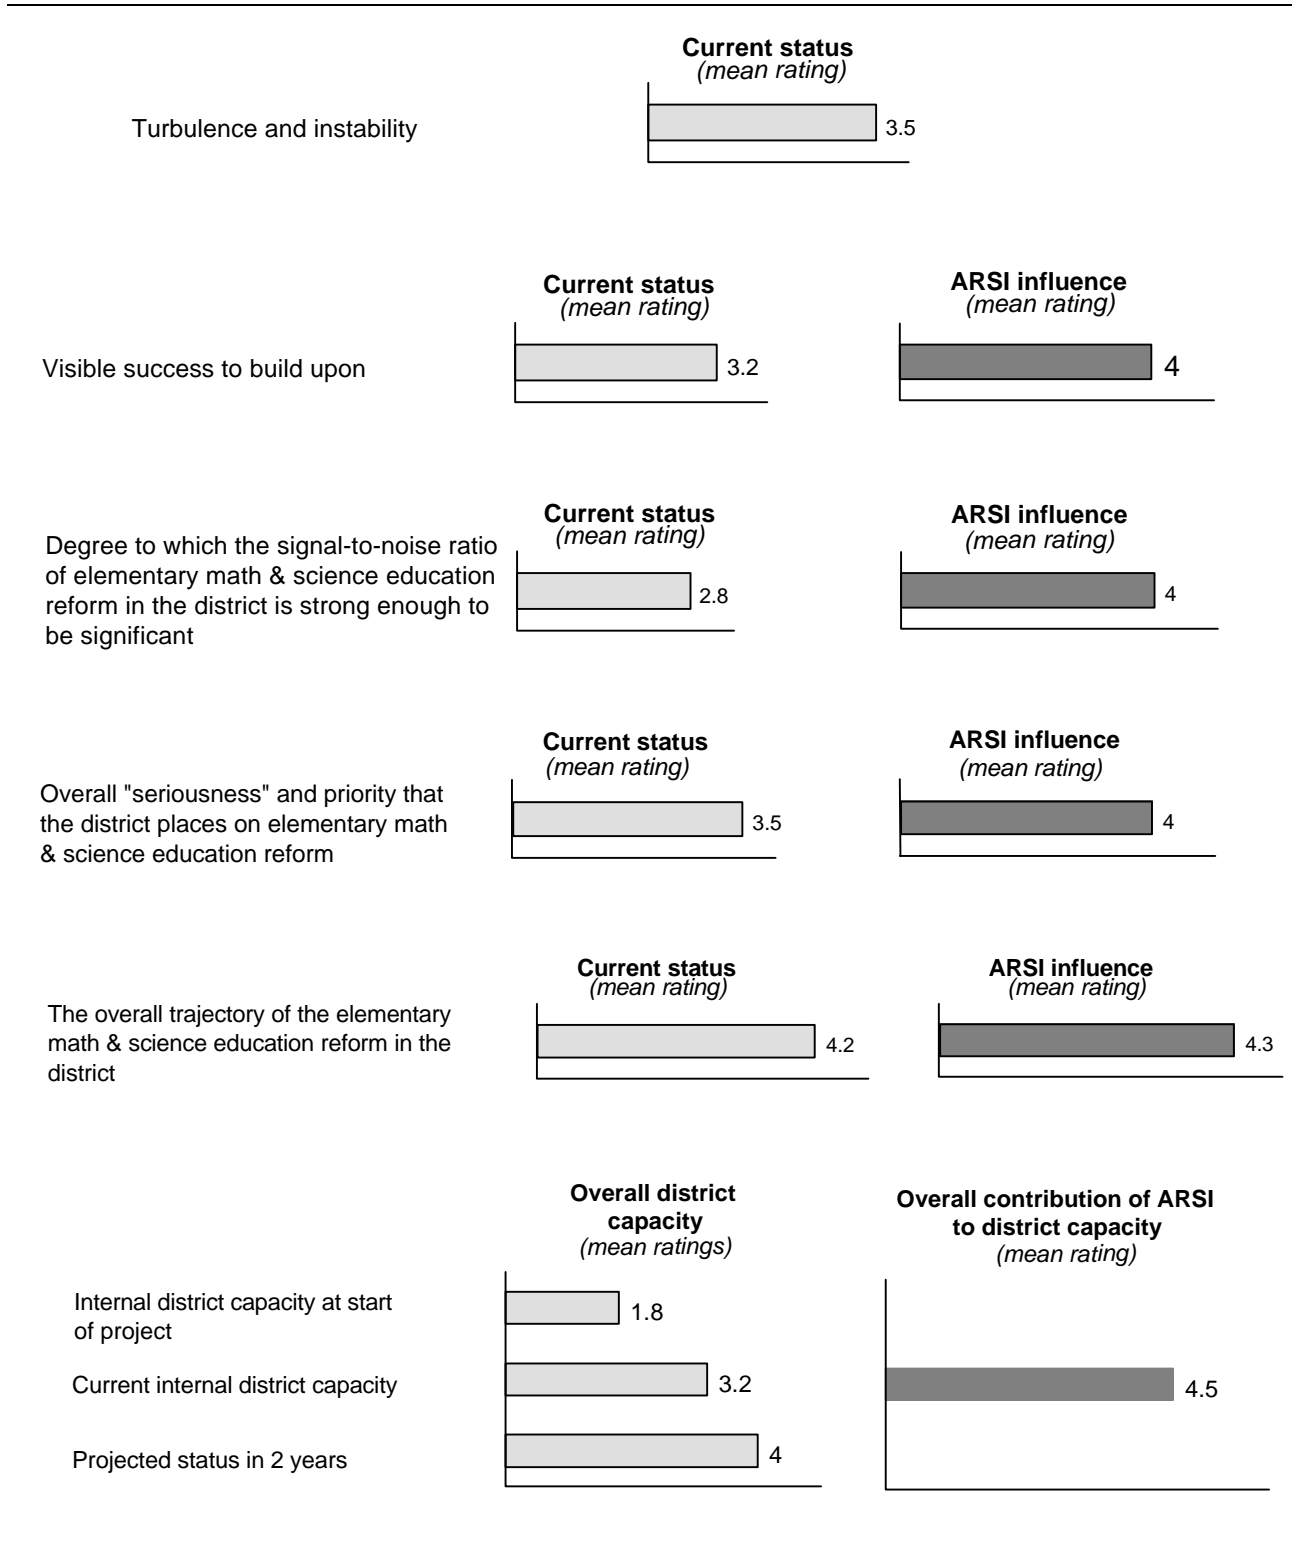 Current status
(mean rating)
Turbulence and instability
3.5
Current status
(mean rating)
ARSI influence
(mean rating)
Visible success to build upon
3.2
4
Current status
(mean rating)
ARSI influence
(mean rating)
Degree to which the signal-to-noise ratio
of elementary math & science education
reform in the district is strong enough to
be significant
2.8
4
Current status
(mean rating)
ARSI influence
(mean rating)
Overall "seriousness" and priority that
the district places on elementary math
& science education reform
3.5
4
Current status
(mean rating)
ARSI influence
(mean rating)
The overall trajectory of the elementary
math & science education reform in the
district
4.2
4.3
Overall district
capacity
(mean ratings)
Overall contribution of ARSI
to district capacity
(mean rating)
Internal district capacity at start
of project
1.8
Current internal district capacity
3.2
4.5
Projected status in 2 years
4